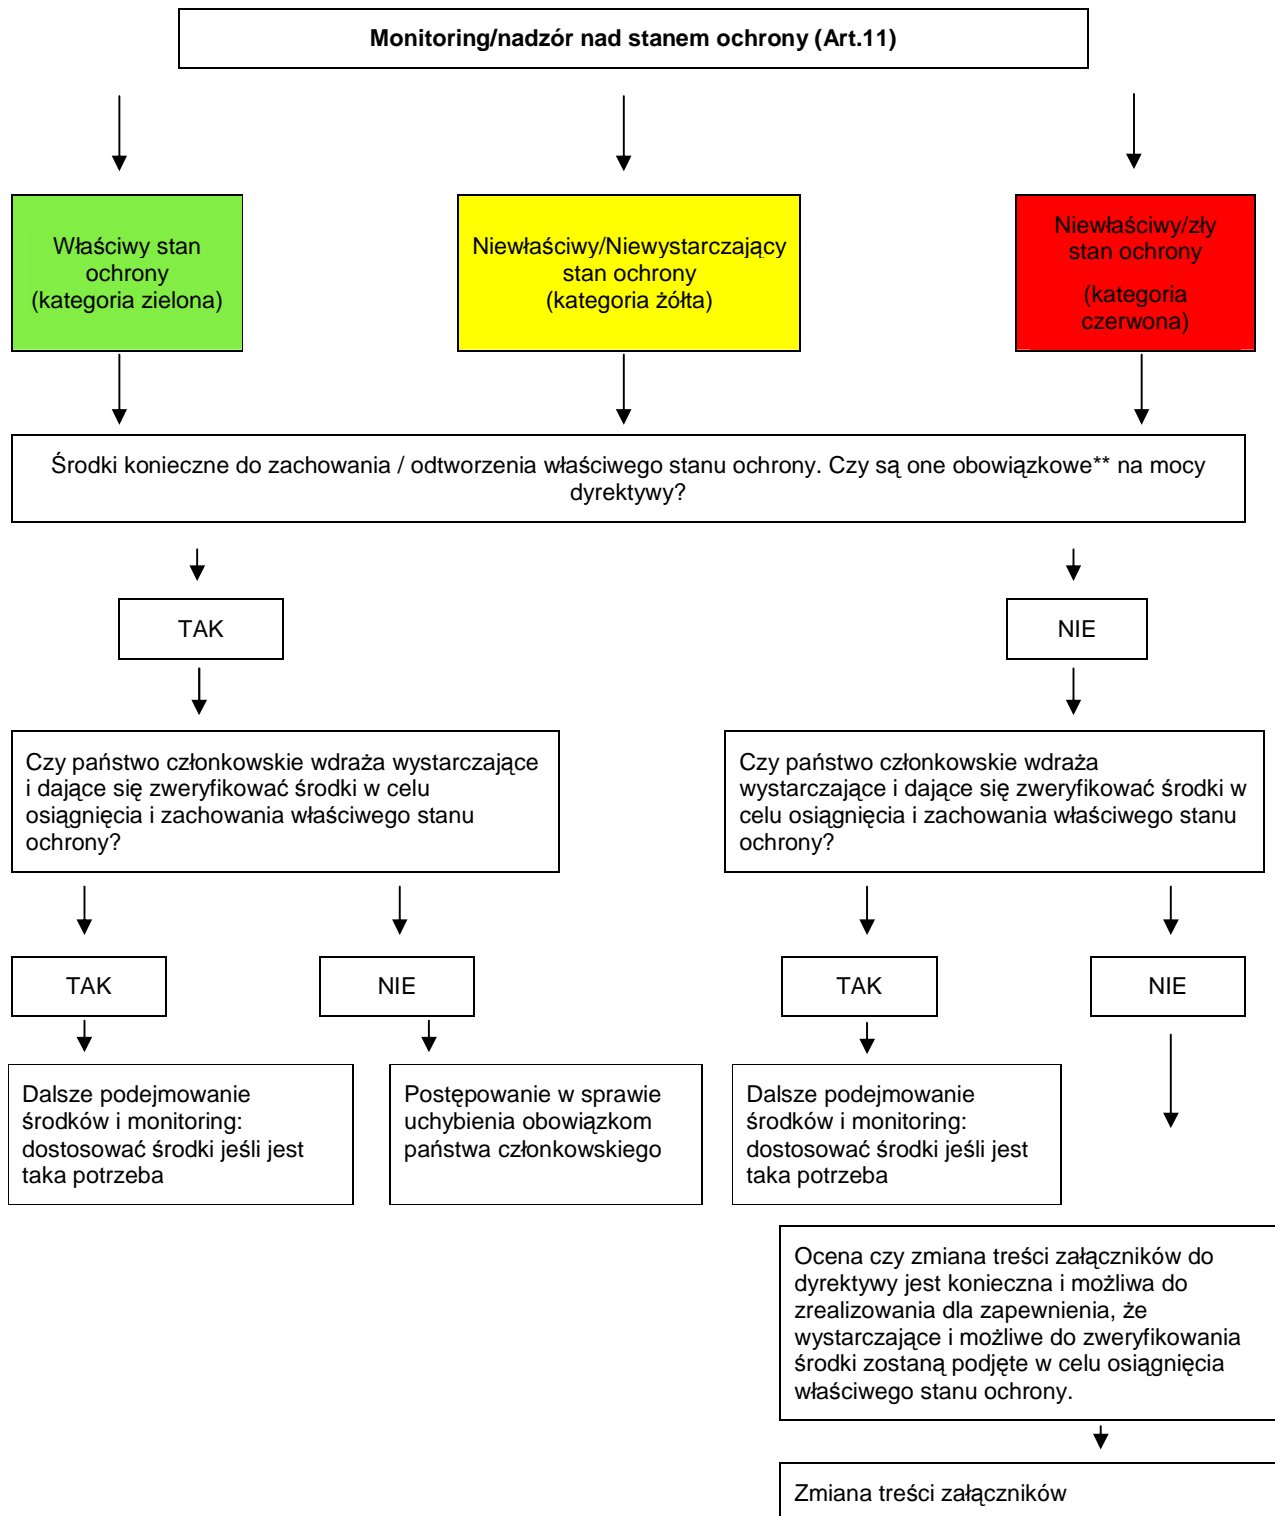 Monitoring/nadzór nad stanem ochrony (Art.11)
Właściwy stan
ochrony
(kategoria zielona)
Niewłaściwy/Niewystarczający
stan ochrony
(kategoria żółta)
Niewłaściwy/zły
stan ochrony
(kategoria
czerwona)
Środki konieczne do zachowania / odtworzenia właściwego stanu ochrony. Czy są one obowiązkowe** na mocy
dyrektywy?
TAK
NIE
Czy państwo członkowskie wdraża wystarczające
i dające się zweryfikować środki w celu
osiągnięcia i zachowania właściwego stanu
ochrony?
Czy państwo członkowskie wdraża
wystarczające i dające się zweryfikować środki w
celu osiągnięcia i zachowania właściwego stanu
ochrony?
TAK
NIE
TAK
NIE
Dalsze podejmowanie
środków i monitoring:
dostosować środki jeśli jest
taka potrzeba
Postępowanie w sprawie
uchybienia obowiązkom
państwa członkowskiego
Dalsze podejmowanie
środków i monitoring:
dostosować środki jeśli jest
taka potrzeba
Ocena czy zmiana treści załączników do
dyrektywy jest konieczna i możliwa do
zrealizowania dla zapewnienia, że
wystarczające i możliwe do zweryfikowania
środki zostaną podjęte w celu osiągnięcia
właściwego stanu ochrony.
Zmiana treści załączników